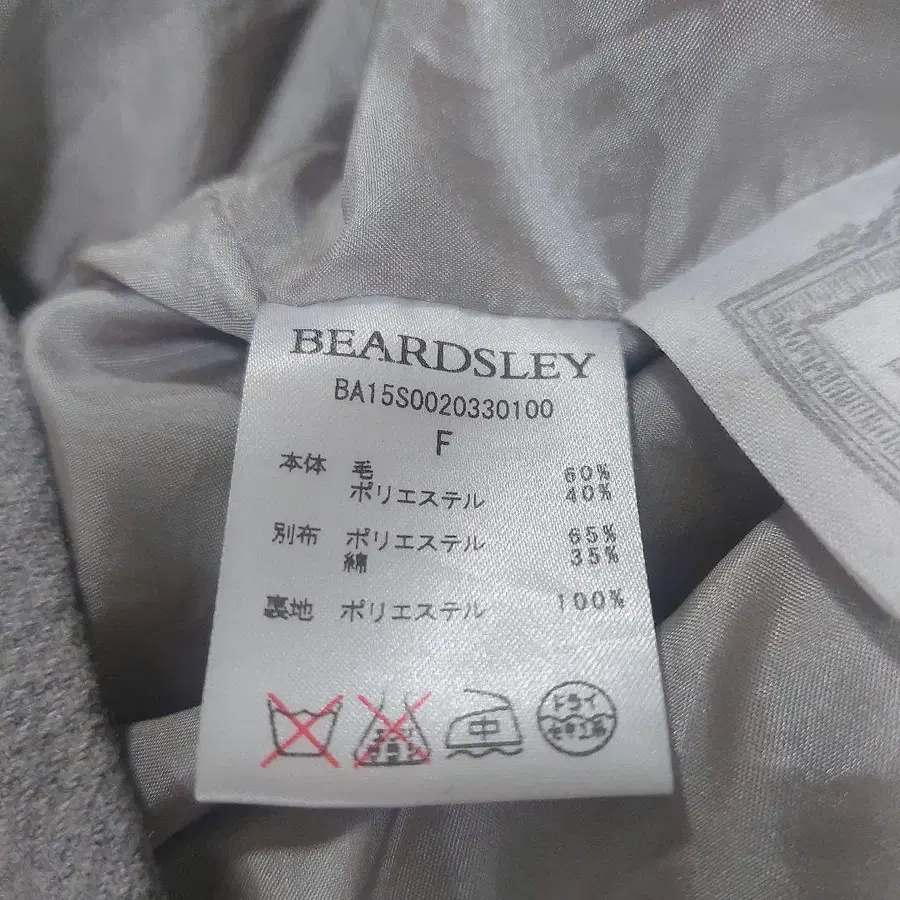 BEARDSLEY
BA15S0020330100
F
本体 毛 60%
ポリエステル 40%
別布 ポリエステル 65%
綿 35%
裏地 ポリエステル 100%
中
ドライ